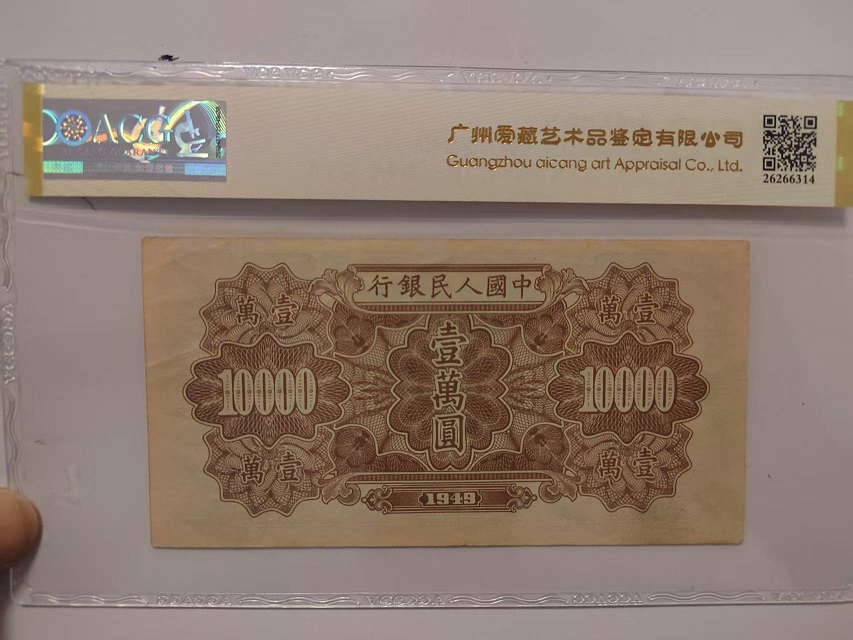 广州爱藏艺术品鉴定有限公司
Guangzhou aicang art Appraisal Co., Ltd.
26266314
行銀民人國中
萬壹
萬壹
壹萬圓
10000
10000
萬壹
萬壹
1949